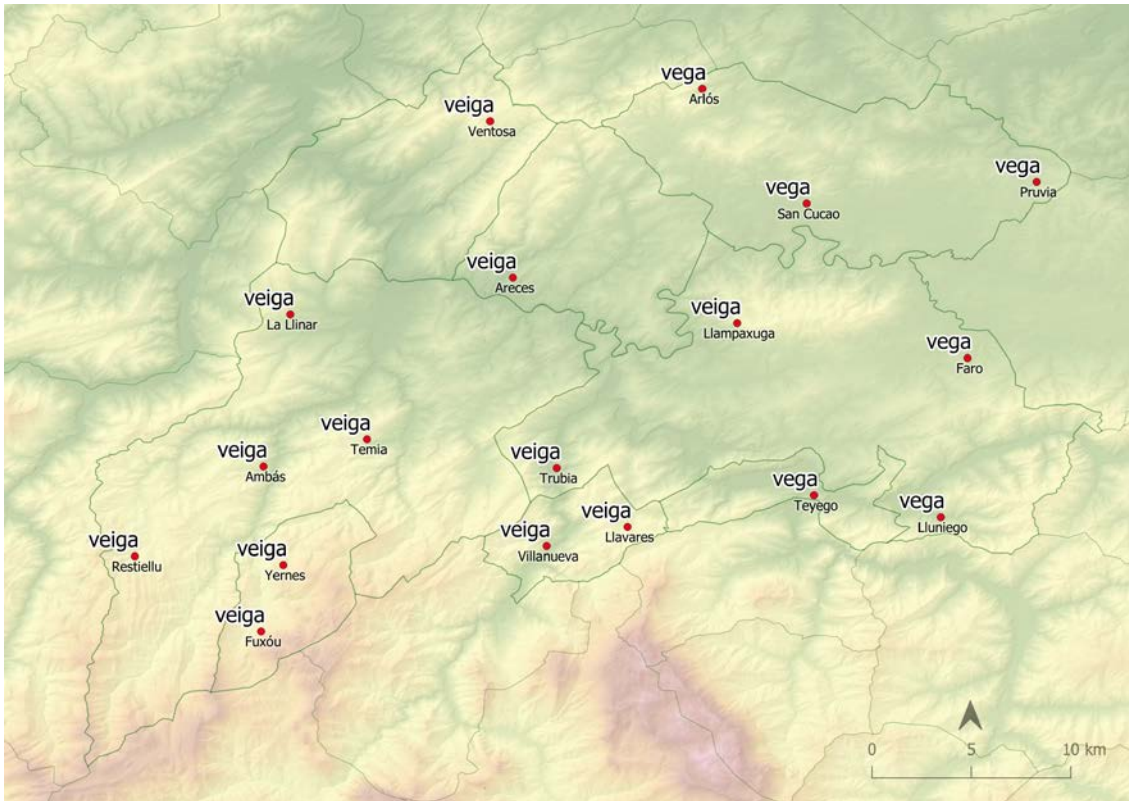 vega
Arlós
veiga
Ventosa
vega
Pruvia
vega
San Cucao
veiga
Areces
veiga
La Llinar
veiga
Llampaxuga
vega
Faro
veiga
Temia
veiga
Ambás
veiga
Trubia
vega
Teyego
vega
Lluniego
veiga
Llavares
veiga
Villanueva
veiga
Restiellu
veiga
Yernes
veiga
Fuxóu
0 5 10 km